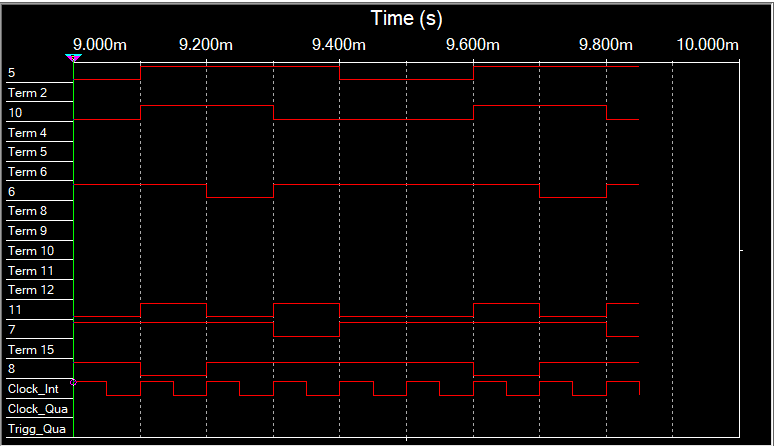 Time (s)
9.000m 9.200m 9.400m 9.600m 9.800m 10.000m
5
Term 2
10
Term 4
Term 5
Term 6
6
Term 8
Term 9
Term 10
Term 11
Term 12
11
7
Term 15
8
Clock_Int
Clock_Qua
Trigg_Qua